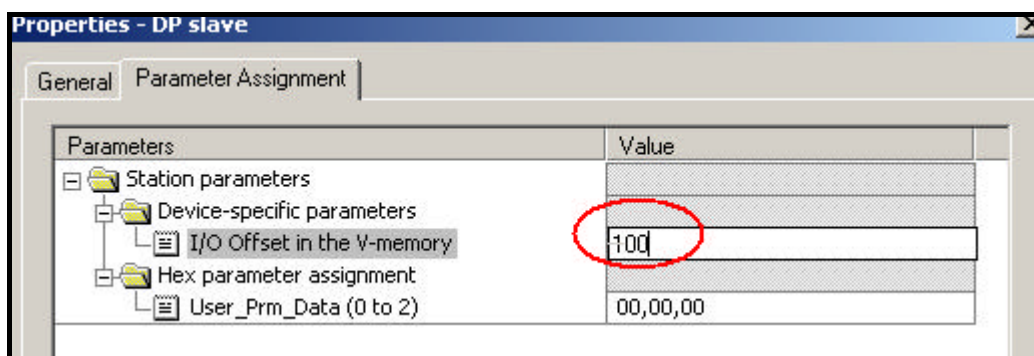 Properties - DP slave
General Parameter Assignment
Parameters Value
Station parameters
Device-specific parameters
I/O Offset in the V-memory 100
Hex parameter assignment
User_Prm_Data (0 to 2) 00,00,00